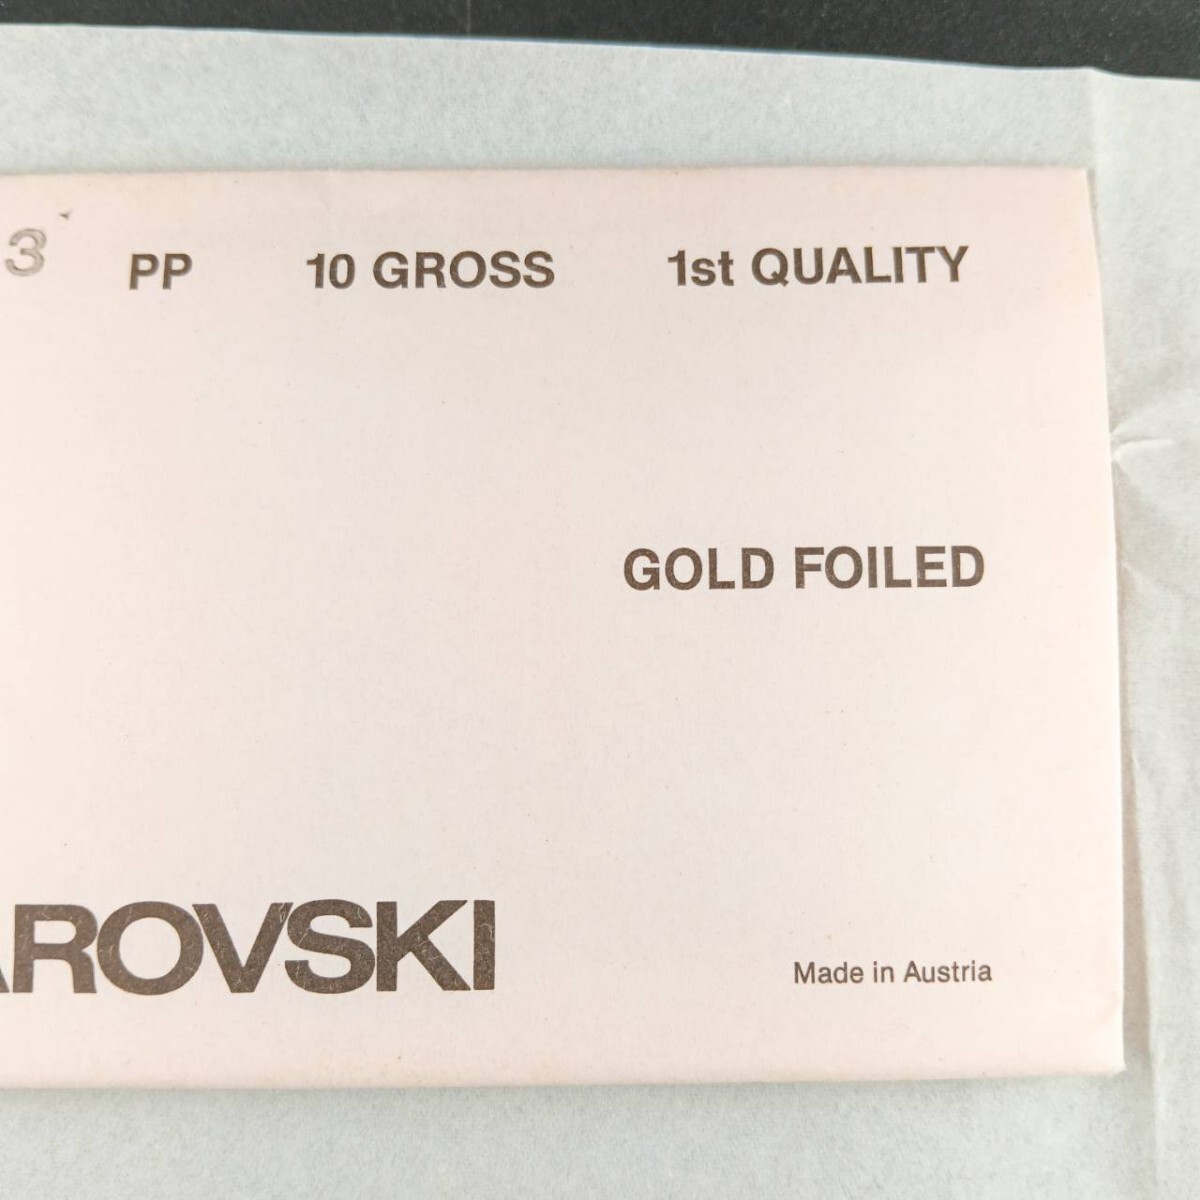 3 PP 10 GROSS 1st QUALITY
GOLD FOILED
AROVSKI
Made in Austria